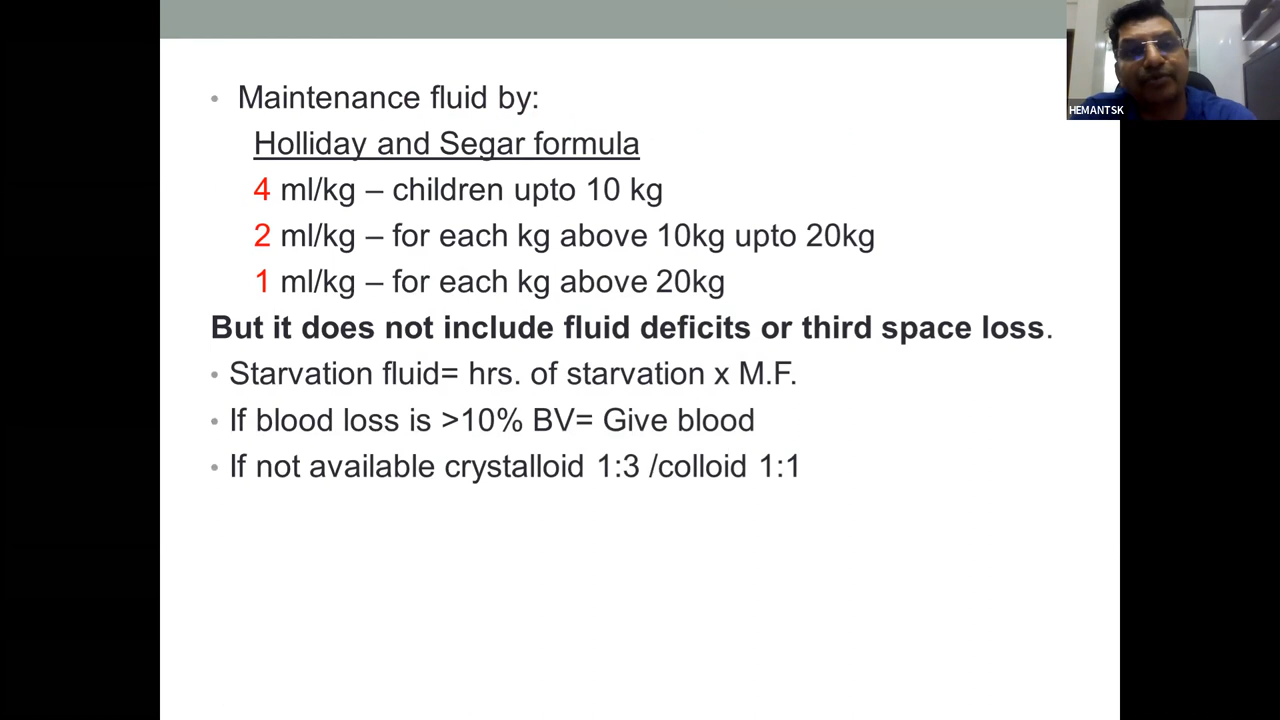 • Maintenance fluid by:
Holliday and Segar formula
4 ml/kg – children upto 10 kg
2 ml/kg – for each kg above 10kg upto 20kg
1 ml/kg – for each kg above 20kg
But it does not include fluid deficits or third space loss.
• Starvation fluid= hrs. of starvation x M.F.
• If blood loss is >10% BV= Give blood
• If not available crystalloid 1:3 /colloid 1:1
HEMANTSK